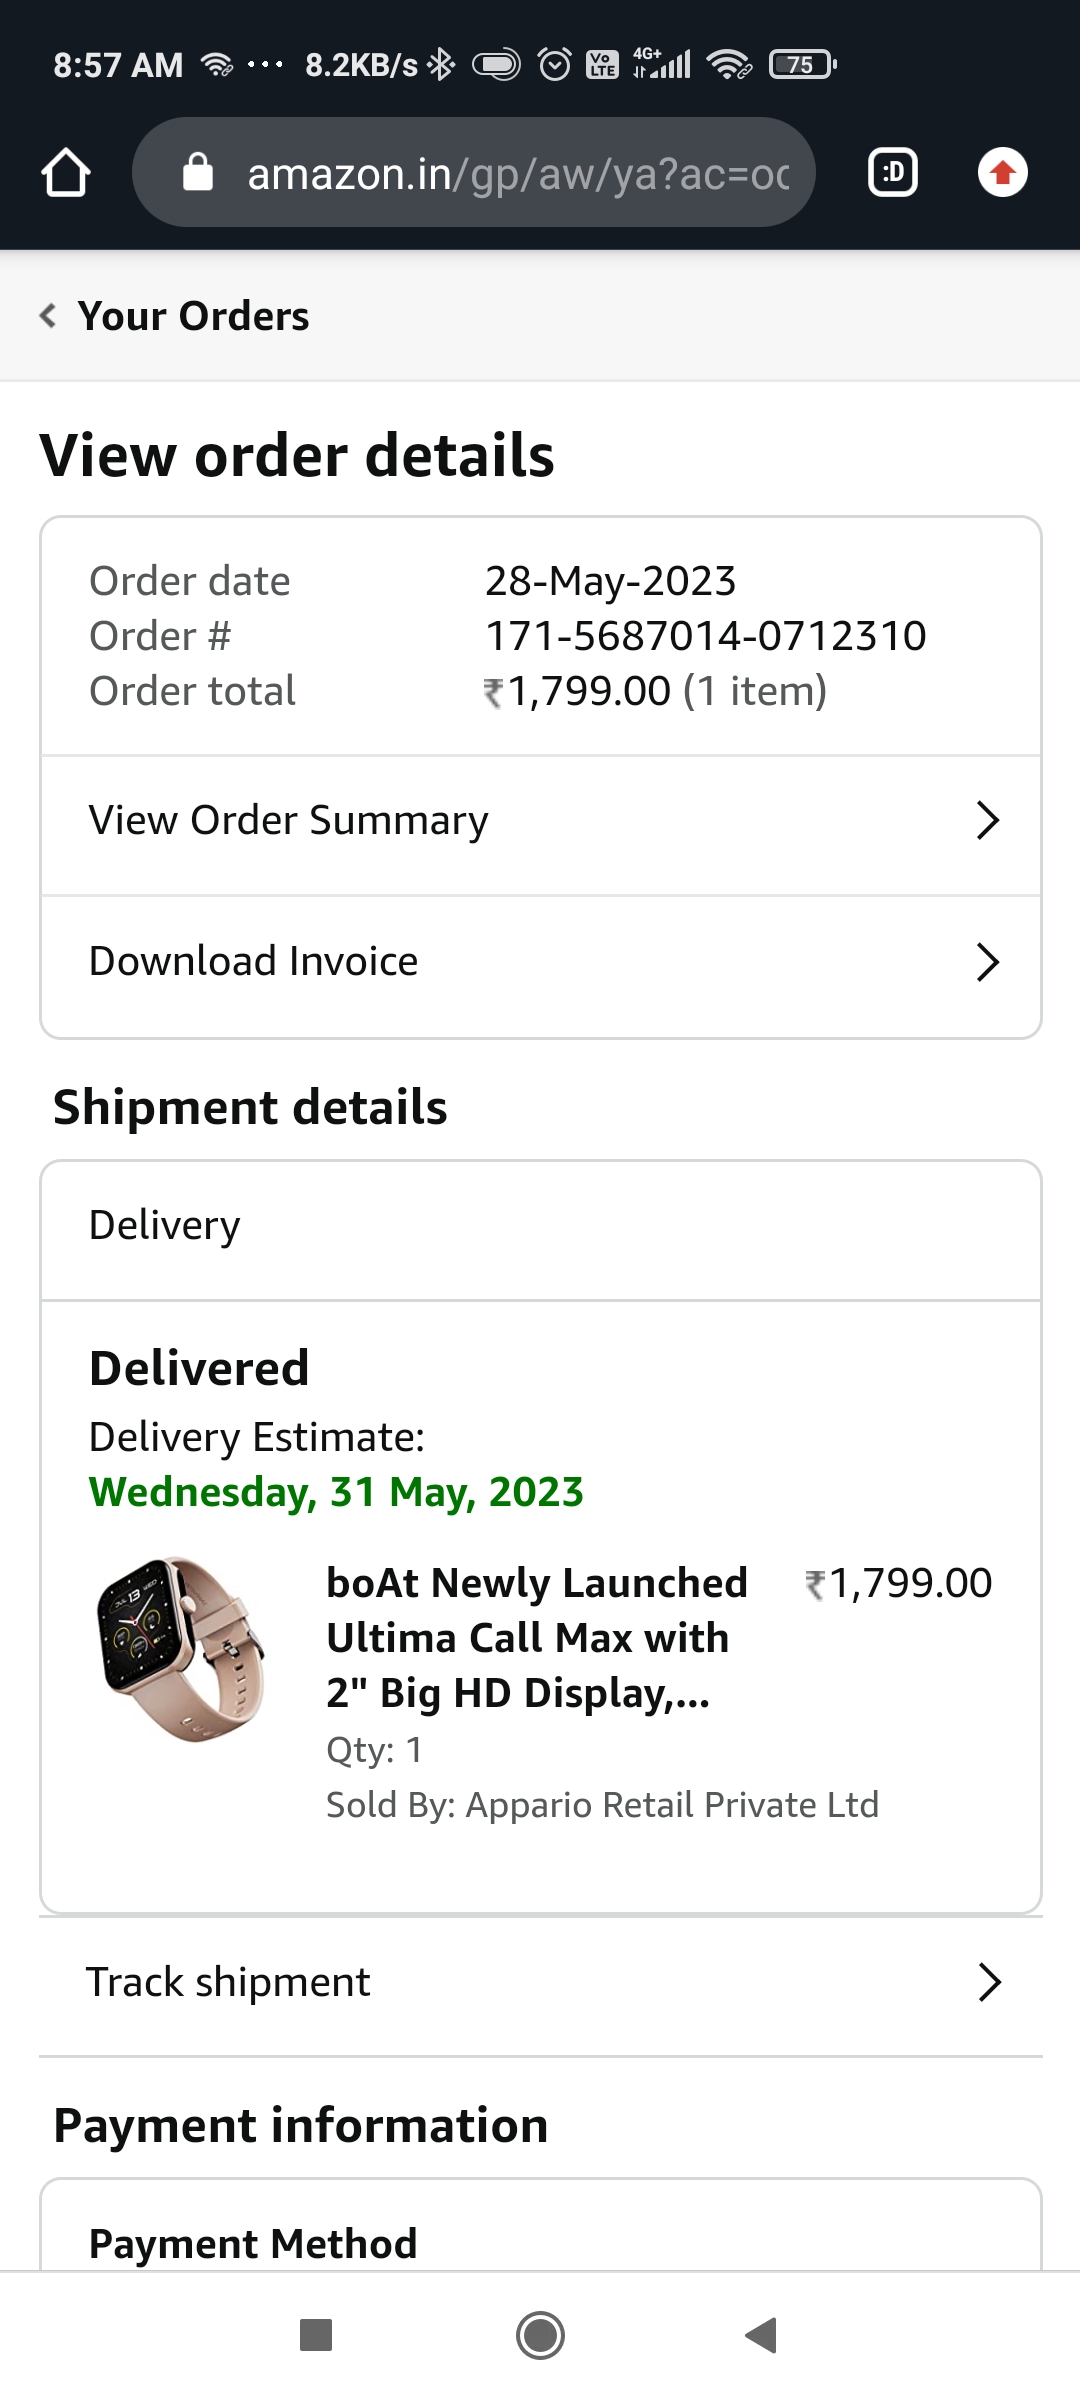 8:57 AM ... 8.2KB/s Vo LTE 4G+ 75
amazon.in/gp/aw/ya?ac=oc
:D
Your Orders
View order details
Order date 28-May-2023
Order # 171-5687014-0712310
Order total ₹1,799.00 (1 item)
View Order Summary
Download Invoice
Shipment details
Delivery
Delivered
Delivery Estimate:
Wednesday, 31 May, 2023
boAt Newly Launched ₹1,799.00
Ultima Call Max with
2" Big HD Display,...
Qty: 1
Sold By: Appario Retail Private Ltd
Track shipment
Payment information
Payment Method